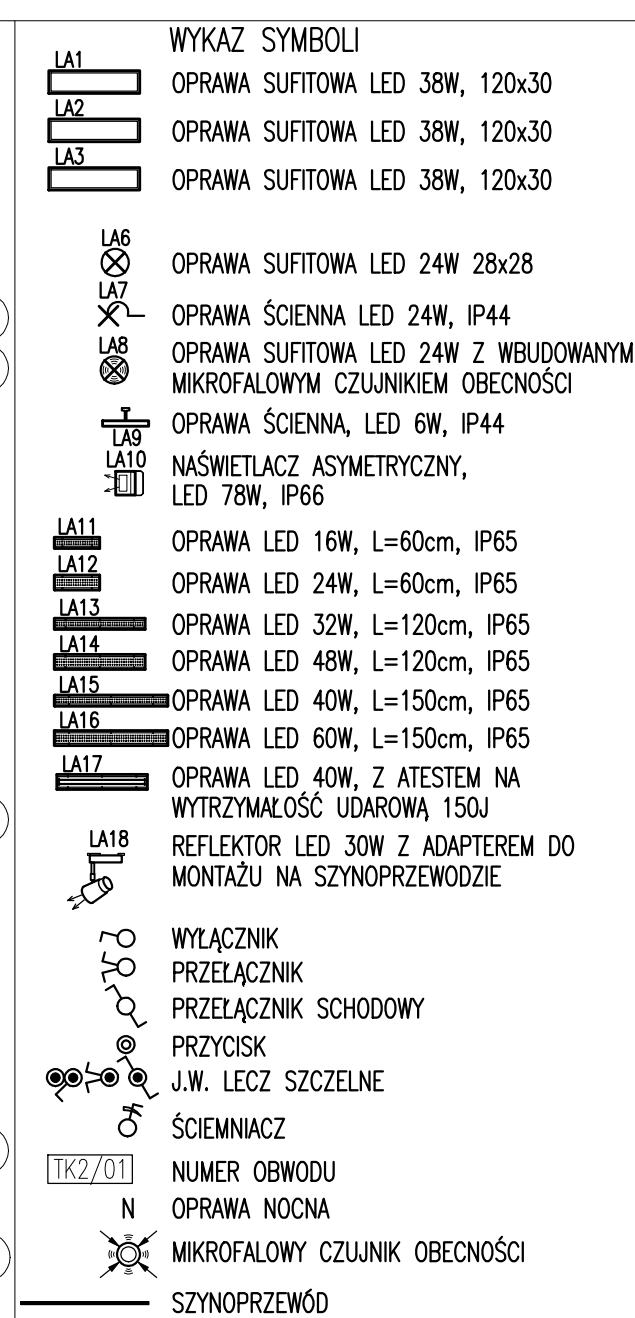 WYKAZ SYMBOLI
LA1
OPRAWA SUFITOWA LED 38W, 120x30
LA2
OPRAWA SUFITOWA LED 38W, 120x30
LA3
OPRAWA SUFITOWA LED 38W, 120x30
LA6
OPRAWA SUFITOWA LED 24W 28x28
LA7
OPRAWA ŚCIENNA LED 24W, IP44
LA8
OPRAWA SUFITOWA LED 24W Z WBUDOWANYM
MIKROFALOWYM CZUJNIKIEM OBECNOŚCI
LA9
OPRAWA ŚCIENNA, LED 6W, IP44
LA10
NAŚWIETLACZ ASYMETRYCZNY,
LED 78W, IP66
LA11
OPRAWA LED 16W, L=60cm, IP65
LA12
OPRAWA LED 24W, L=60cm, IP65
LA13
OPRAWA LED 32W, L=120cm, IP65
LA14
OPRAWA LED 48W, L=120cm, IP65
LA15
OPRAWA LED 40W, L=150cm, IP65
LA16
OPRAWA LED 60W, L=150cm, IP65
LA17
OPRAWA LED 40W, Z ATESTEM NA
WYTRZYMAŁOŚĆ UDAROWĄ 150J
LA18
REFLEKTOR LED 30W Z ADAPTEREM DO
MONTAŻU NA SZYNOPRZEWODZIE
WYŁĄCZNIK
PRZEŁĄCZNIK
PRZEŁĄCZNIK SCHODOWY
PRZYCISK
J.W. LECZ SZCZELNE
ŚCIEMNIACZ
TK2/01 NUMER OBWODU
N OPRAWA NOCNA
MIKROFALOWY CZUJNIK OBECNOŚCI
SZYNOPRZEWÓD